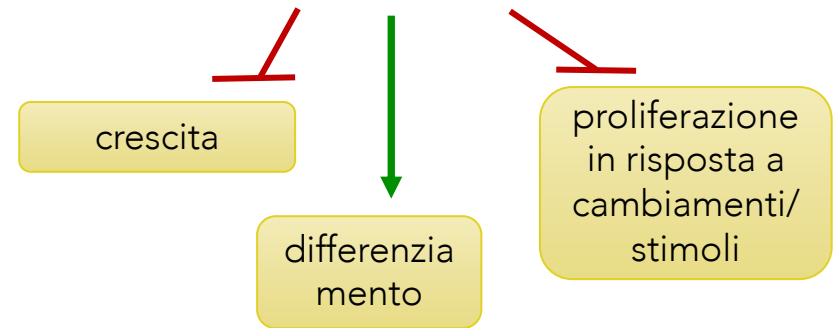 crescita
differenzia
mento
proliferazione
in risposta a
cambiamenti/
stimoli